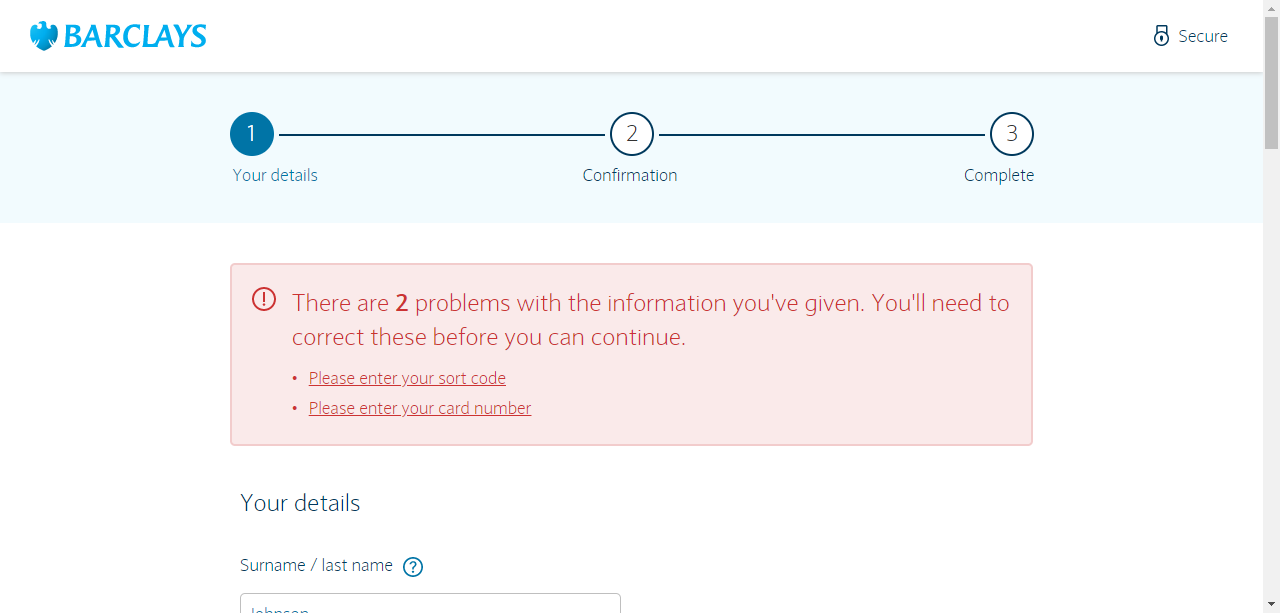 BARCLAYS
Secure
1
2
3
Your details
Confirmation
Complete
There are 2 problems with the information you've given. You'll need to
correct these before you can continue.
• Please enter your sort code
• Please enter your card number
Your details
Surname / last name ?
Johnson